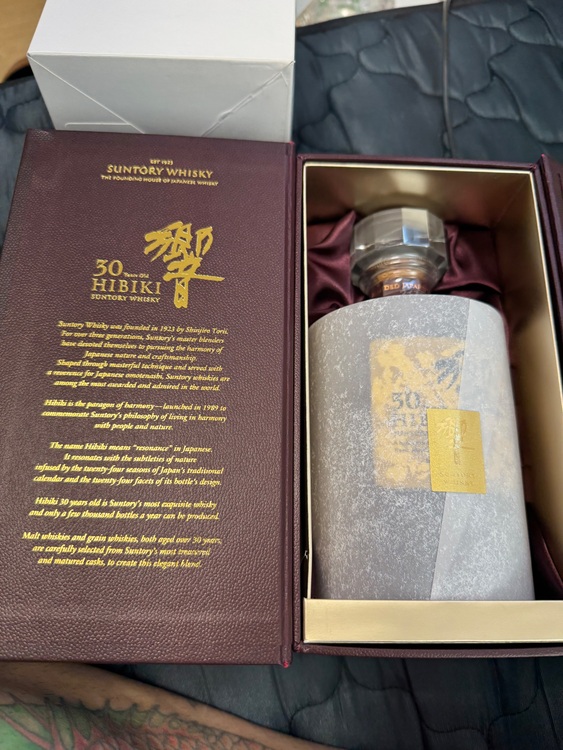 EST 1923
SUNTORY WHISKY
THE FOUNDING HOUSE OF JAPANESE WHISKY
響
30 Years Old
HIBIKI
SUNTORY WHISKY
Suntory Whisky was founded in 1923 by Shinjiro Torii.
For over three generations, Suntory's master blenders
have devoted themselves to pursuing the harmony of
Japanese nature and craftsmanship.
Shaped through masterful technique and served with
a reverence for Japanese omotenashi, Suntory whiskies are
among the most awarded and admired in the world.
Hibiki is the paragon of harmony—launched in 1989 to
commemorate Suntory's philosophy of living in harmony
with people and nature.
The name Hibiki means "resonance" in Japanese.
It resonates with the subtleties of nature
infused by the twenty-four seasons of Japan's traditional
calendar and the twenty-four facets of its bottle's design.
Hibiki 30 years old is Suntory's most exquisite whisky
and only a few thousand bottles a year can be produced.
Malt whiskies and grain whiskies, both aged over 30 years,
are carefully selected from Suntory's most treasured
and matured casks, to create this elegant blend.
30
HIBI
響